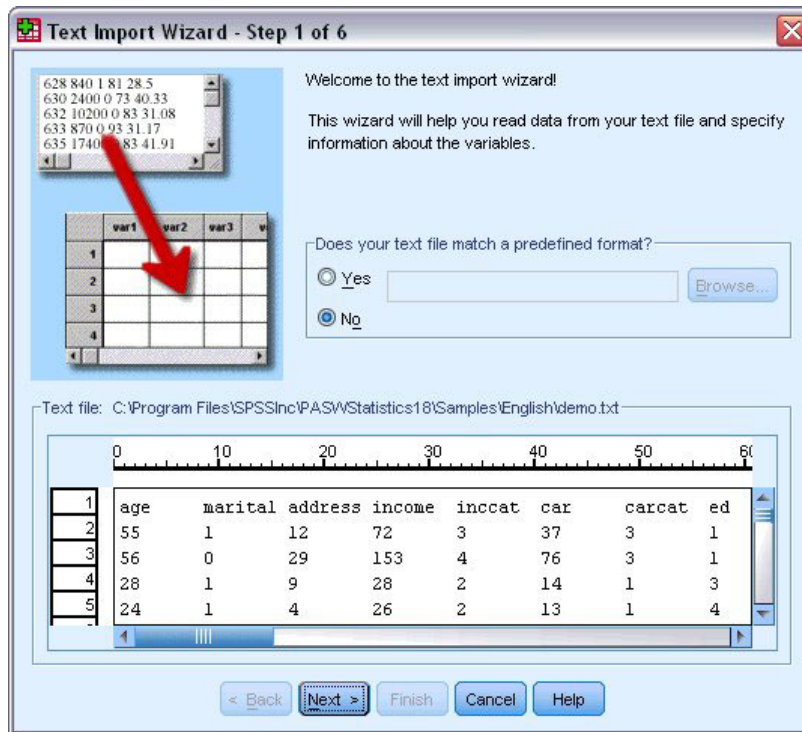 Text Import Wizard - Step 1 of 6
628 840 1 81 28.5
630 2400 0 73 40.33
632 10200 0 83 31.08
633 870 0 93 31.17
635 1740 83 41.91
var1 var2 var3 v
1
2
3
4
Welcome to the text import wizard!
This wizard will help you read data from your text file and specify
information about the variables.
Does your text file match a predefined format?
Yes
Browse...
No
Text file: C:\Program Files\SPSSInc\PASWStatistics18\Samples\English\demo.txt
0 10 20 30 40 50 60
1 age marital address income inccat car carcat ed
2 55 1 12 72 3 37 3 1
3 56 0 29 153 4 76 3 1
4 28 1 9 28 2 14 1 3
5 24 1 4 26 2 13 1 4
< Back Next > Finish Cancel Help